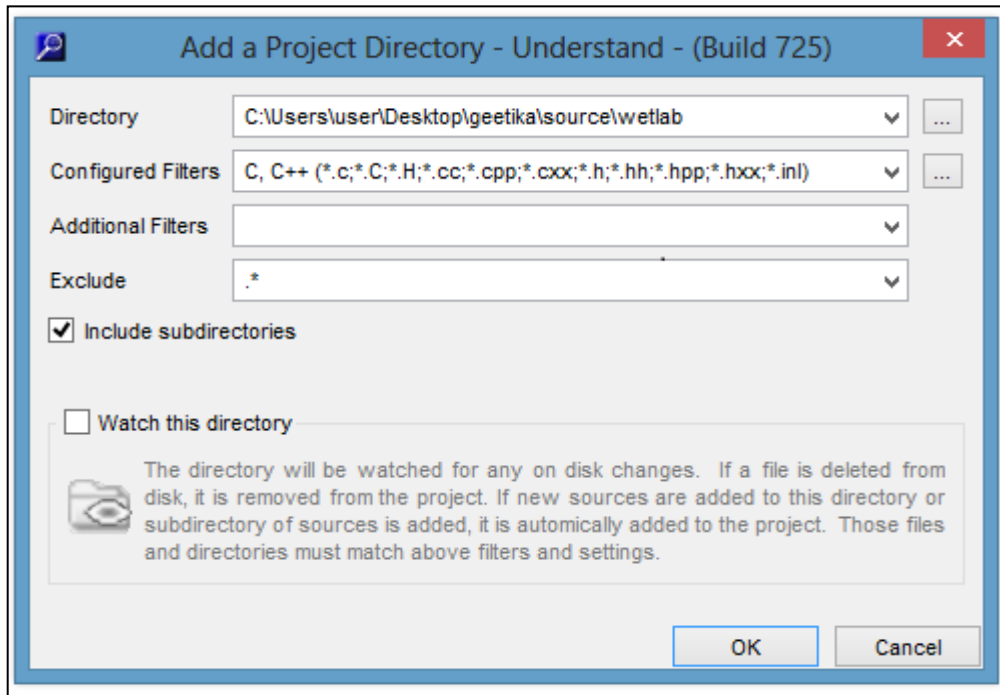 Add a Project Directory - Understand - (Build 725)
Directory C:\Users\user\Desktop\geetika\source\wetlab ...
Configured Filters C, C++ (*.c;*.C;*.H;*.cc;*.cpp;*.cxx;*.h;*.hh;*.hpp;*.hxx;*.inl) ...
Additional Filters
Exclude .*
Include subdirectories
Watch this directory
The directory will be watched for any on disk changes. If a file is deleted from
disk, it is removed from the project. If new sources are added to this directory or
subdirectory of sources is added, it is automically added to the project. Those files
and directories must match above filters and settings.
OK Cancel